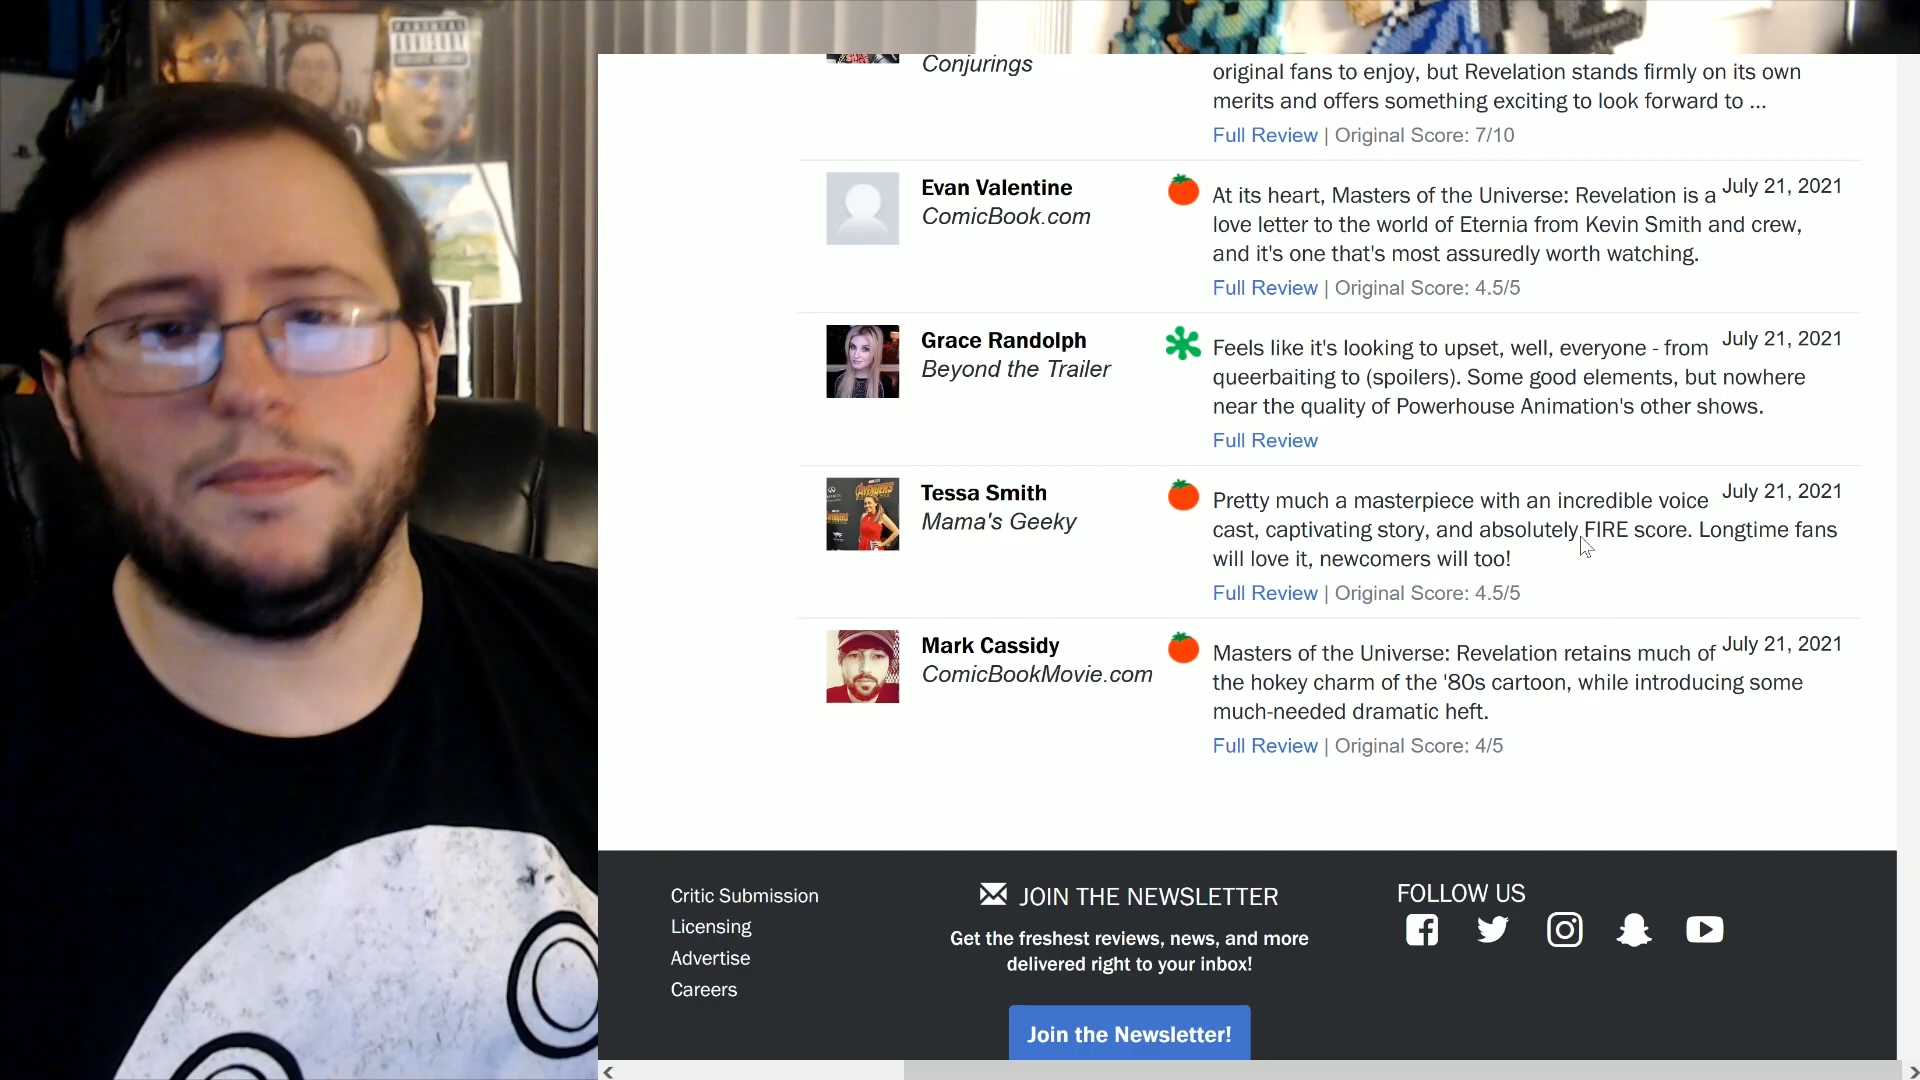 PARENTAL
ADVISORY
Conjurings
original fans to enjoy, but Revelation stands firmly on its own
merits and offers something exciting to look forward to ...
Full Review | Original Score: 7/10
Evan Valentine
ComicBook.com
July 21, 2021
At its heart, Masters of the Universe: Revelation is a
love letter to the world of Eternia from Kevin Smith and crew,
and it's one that's most assuredly worth watching.
Full Review | Original Score: 4.5/5
Grace Randolph
Beyond the Trailer
July 21, 2021
Feels like it's looking to upset, well, everyone - from
queerbaiting to (spoilers). Some good elements, but nowhere
near the quality of Powerhouse Animation's other shows.
Full Review
Tessa Smith
Mama's Geeky
July 21, 2021
Pretty much a masterpiece with an incredible voice
cast, captivating story, and absolutely FIRE score. Longtime fans
will love it, newcomers will too!
Full Review | Original Score: 4.5/5
Mark Cassidy
ComicBookMovie.com
July 21, 2021
Masters of the Universe: Revelation retains much of
the hokey charm of the '80s cartoon, while introducing some
much-needed dramatic heft.
Full Review | Original Score: 4/5
Critic Submission
Licensing
Advertise
Careers
JOIN THE NEWSLETTER
Get the freshest reviews, news, and more
delivered right to your inbox!
Join the Newsletter!
FOLLOW US